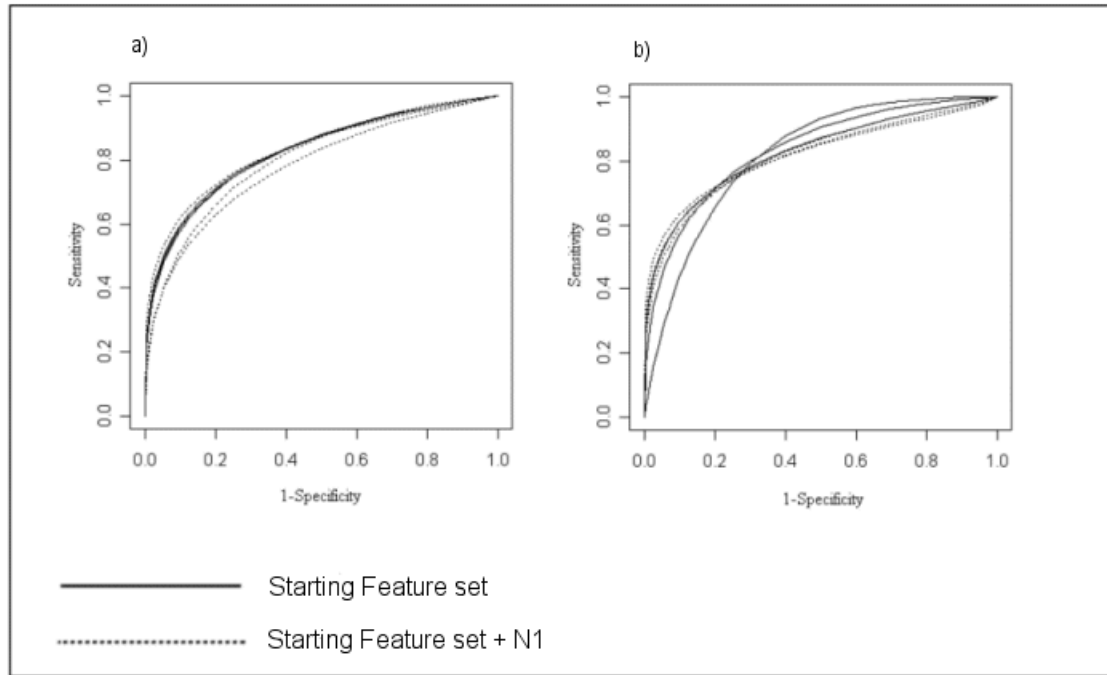 a)
1.0
0.8
0.6
0.4
0.2
0.0
Sensitivity
0.0 0.2 0.4 0.6 0.8 1.0
1-Specificity
b)
1.0
0.8
0.6
0.4
0.2
0.0
Sensitivity
0.0 0.2 0.4 0.6 0.8 1.0
1-Specificity
Starting Feature set
Starting Feature set + N1